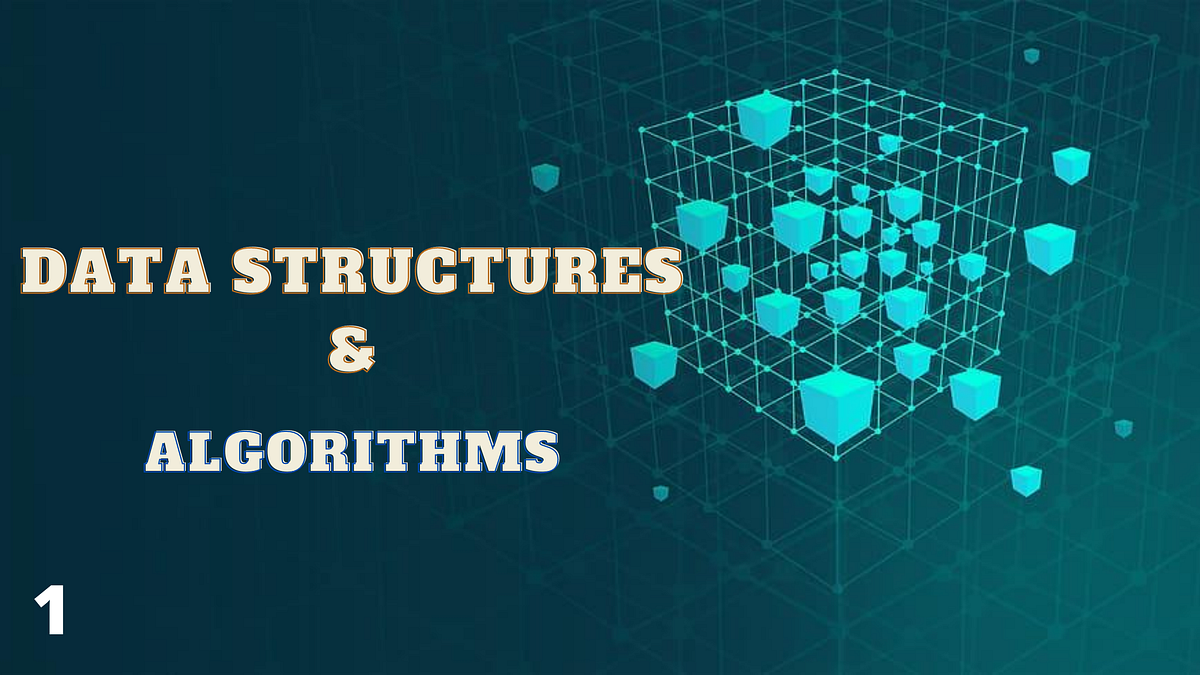 DATA STRUCTURES
&
ALGORITHMS
1